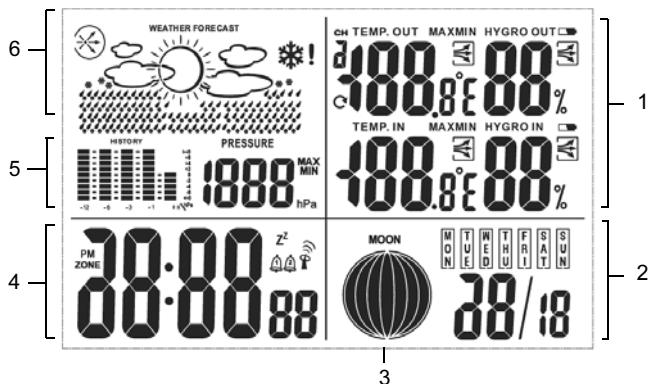 6
WEATHER FORECAST
!
CH TEMP. OUT MAXMIN HYGRO OUT
188.8°C 88%
1
TEMP. IN MAXMIN HYGRO IN
188.8°C 88%
5
HISTORY
-12 -6 -3 -1
PRESSURE
1888 MAX MIN hPa
4
PM
ZONE
88:88 88
Zz
MOON
MON TUE WED THU FRI SAT SUN
88/18
2
3